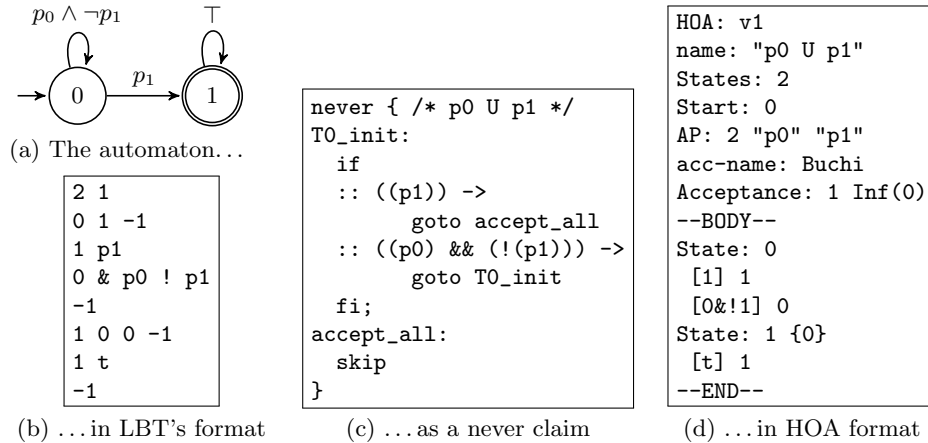 p0 ∧ ¬p1
⊤
0
p1
1
(a) The automaton...
2 1
0 1 -1
1 p1
0 & p0 ! p1
-1
1 0 0 -1
1 t
-1
(b) ...in LBT's format
never { /* p0 U p1 */
T0_init:
  if
  :: ((p1)) ->
        goto accept_all
  :: ((p0) && (!(p1))) ->
        goto T0_init
  fi;
accept_all:
  skip
}
(c) ...as a never claim
HOA: v1
name: "p0 U p1"
States: 2
Start: 0
AP: 2 "p0" "p1"
acc-name: Buchi
Acceptance: 1 Inf(0)
--BODY--
State: 0
 [1] 1
 [0&!1] 0
State: 1 {0}
 [t] 1
--END--
(d) ...in HOA format